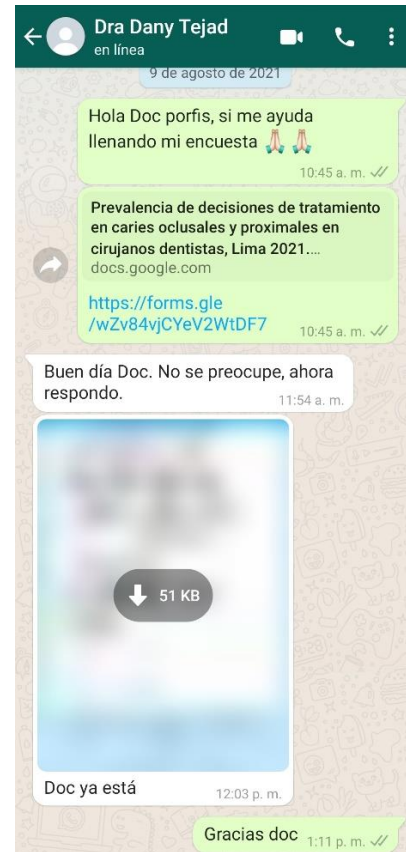 Dra Dany Tejad
en línea
9 de agosto de 2021
Hola Doc porfis, si me ayuda
llenando mi encuesta 🙏🏻 🙏🏻
10:45 a. m.
Prevalencia de decisiones de tratamiento
en caries oclusales y proximales en
cirujanos dentistas, Lima 2021....
docs.google.com
https://forms.gle
/wZv84vjCYeV2WtDF7
10:45 a. m.
Buen día Doc. No se preocupe, ahora
respondo.
11:54 a. m.
51 KB
Doc ya está
12:03 p. m.
Gracias doc
1:11 p. m.